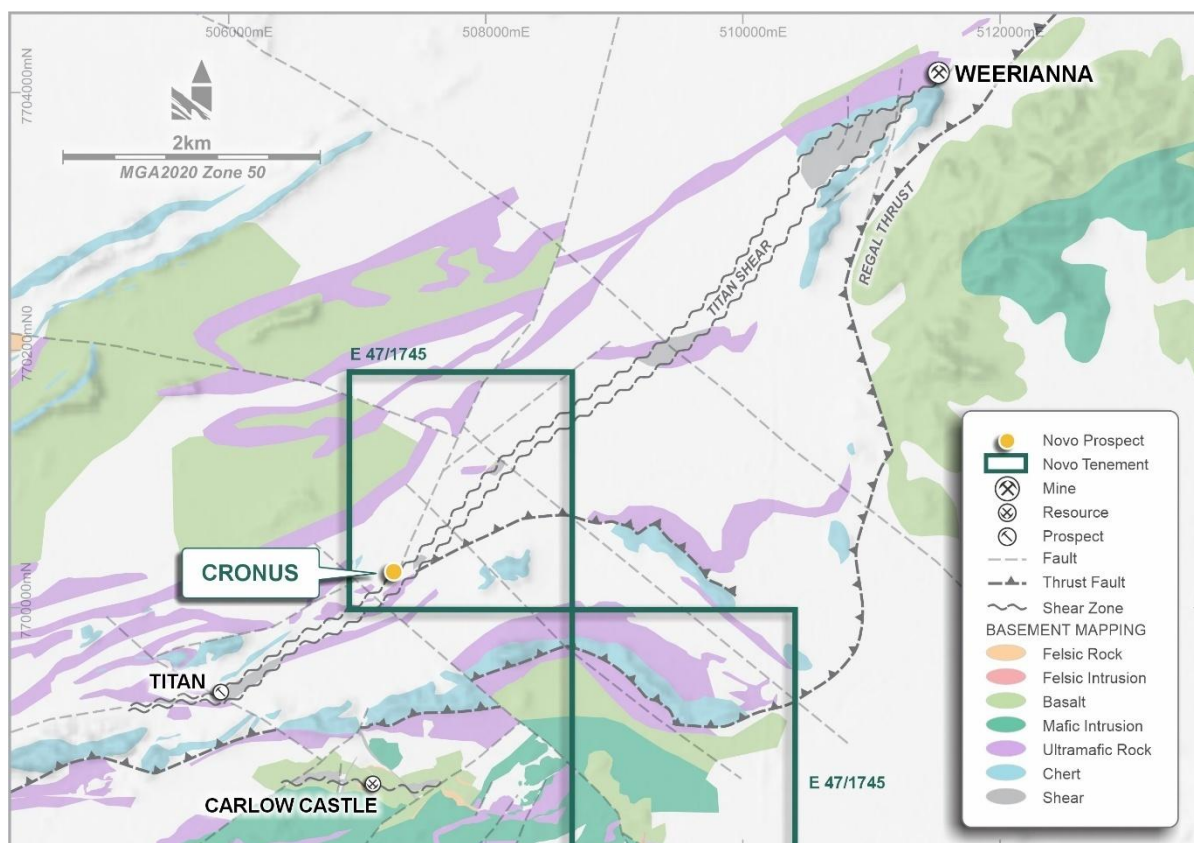 506000mE
508000mE
510000mE
512000mE
7704000mN
770200mN0
7700000mN
2km
MGA2020 Zone 50
WEERIANNA
TITAN SHEAR
REGAL THRUST
E 47/1745
CRONUS
TITAN
CARLOW CASTLE
E 47/1745
Novo Prospect
Novo Tenement
Mine
Resource
Prospect
Fault
Thrust Fault
Shear Zone
BASEMENT MAPPING
Felsic Rock
Felsic Intrusion
Basalt
Mafic Intrusion
Ultramafic Rock
Chert
Shear